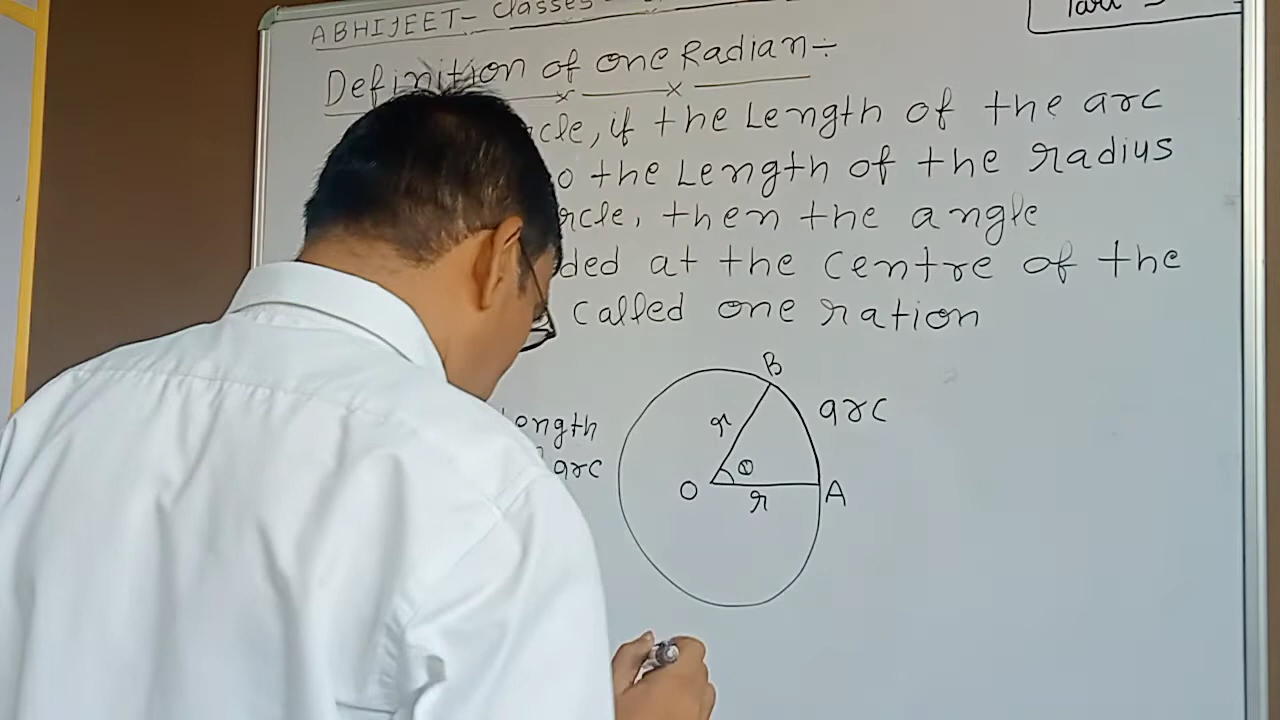 ABHIJEET- Classes
Definition of one Radian÷
cle, if the Length of the arc
o the Length of the radius
rcle, then the angle
ded at the centre of the
called one ration
B
arc
r
ength
arc
θ
O
r
A